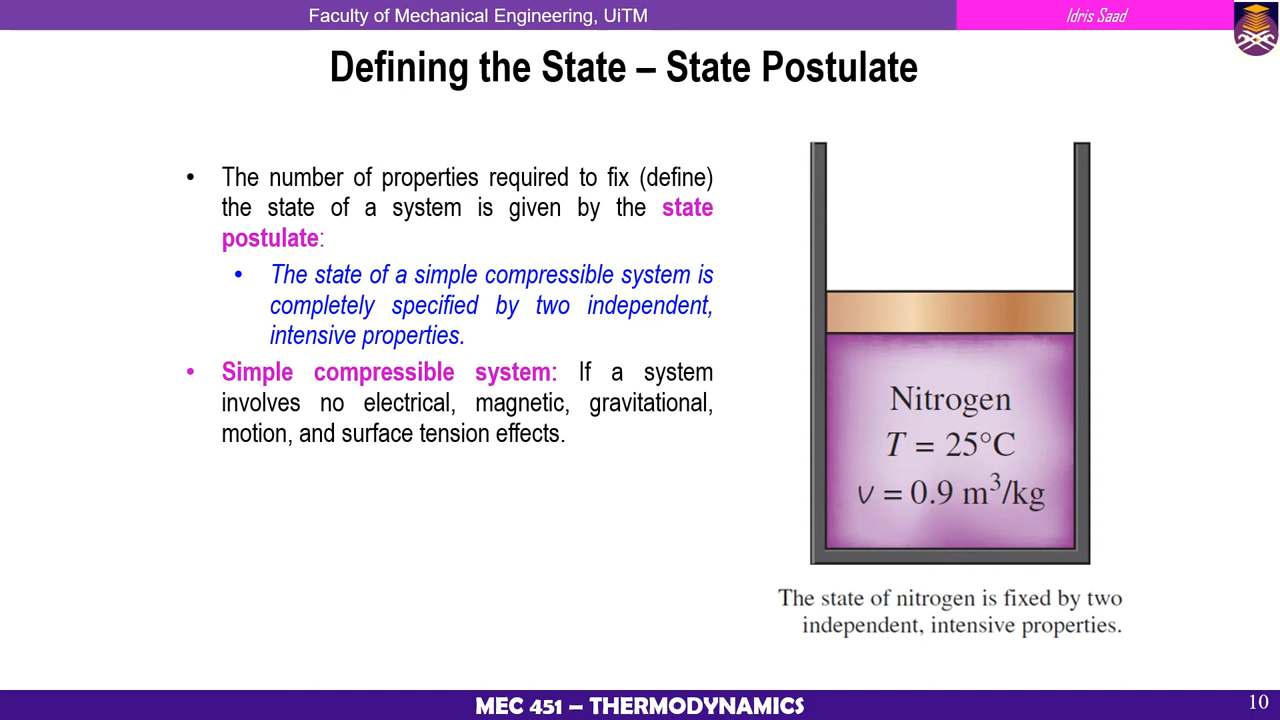 Faculty of Mechanical Engineering, UiTM
Idris Saad
Defining the State – State Postulate
• The number of properties required to fix (define)
the state of a system is given by the state
postulate:
• The state of a simple compressible system is
completely specified by two independent,
intensive properties.
• Simple compressible system: If a system
involves no electrical, magnetic, gravitational,
motion, and surface tension effects.
Nitrogen
T = 25°C
v = 0.9 m³/kg
The state of nitrogen is fixed by two
independent, intensive properties.
MEC 451 – THERMODYNAMICS
10